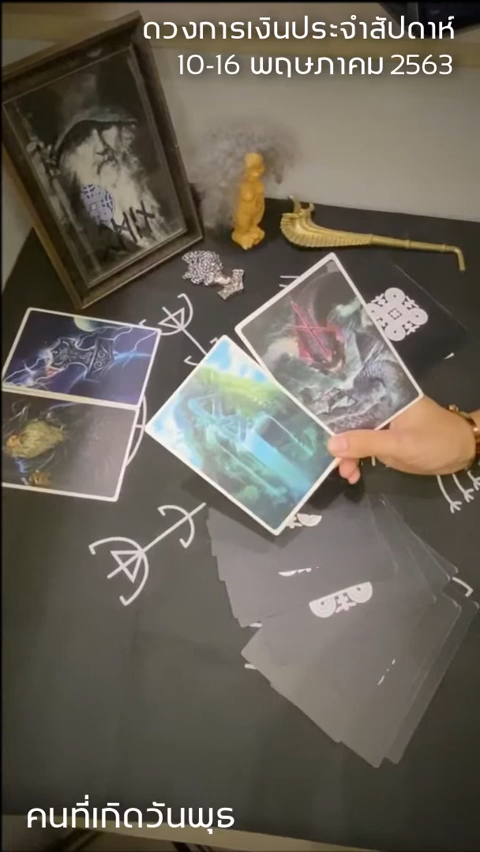 ดวงการเงินประจำสัปดาห์
10-16 พฤษภาคม 2563
คนที่เกิดวันพุธ